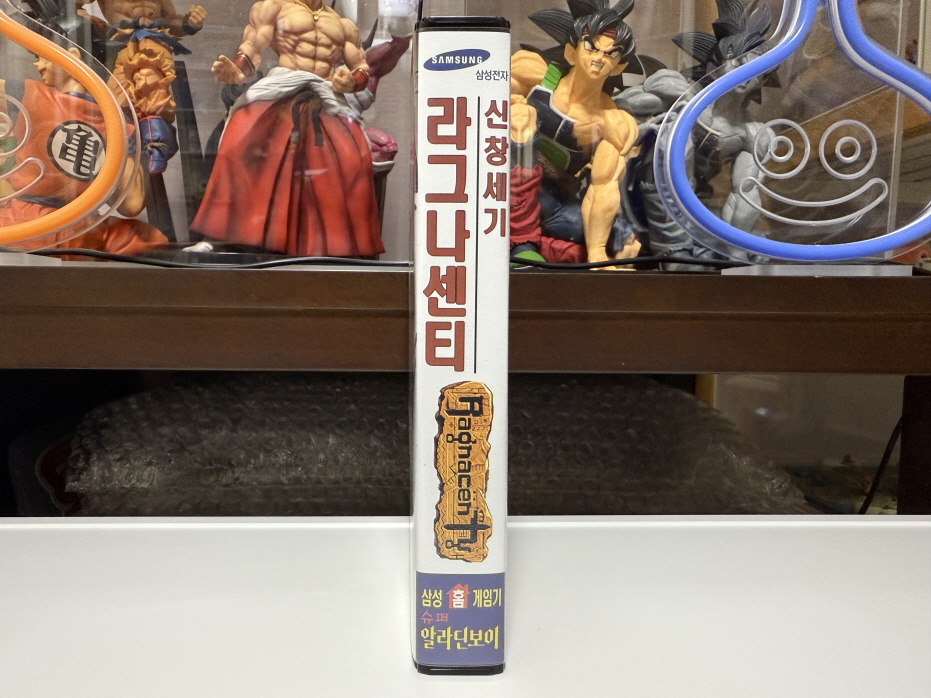 SAMSUNG
삼성전자
신창세기
라그나센티
Ragnacenty
삼성 홈 게임기
슈퍼
알라딘보이
亀